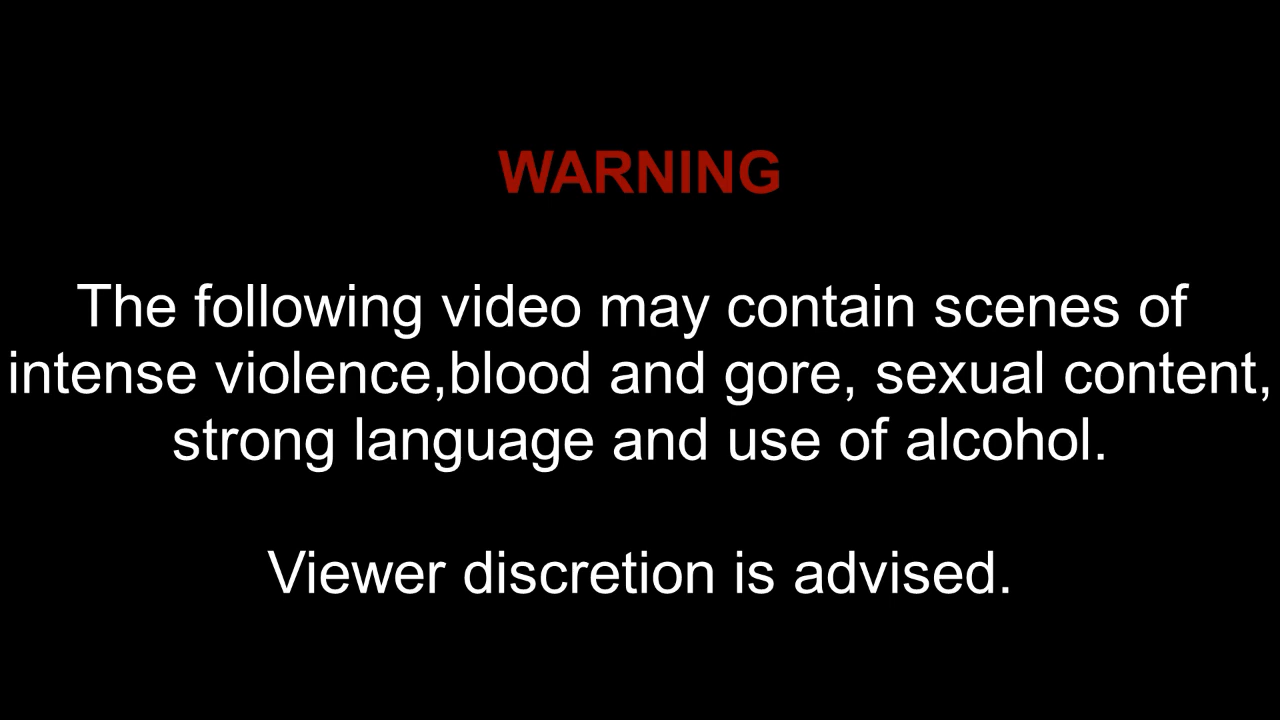 WARNING
The following video may contain scenes of
intense violence,blood and gore, sexual content,
strong language and use of alcohol.
Viewer discretion is advised.